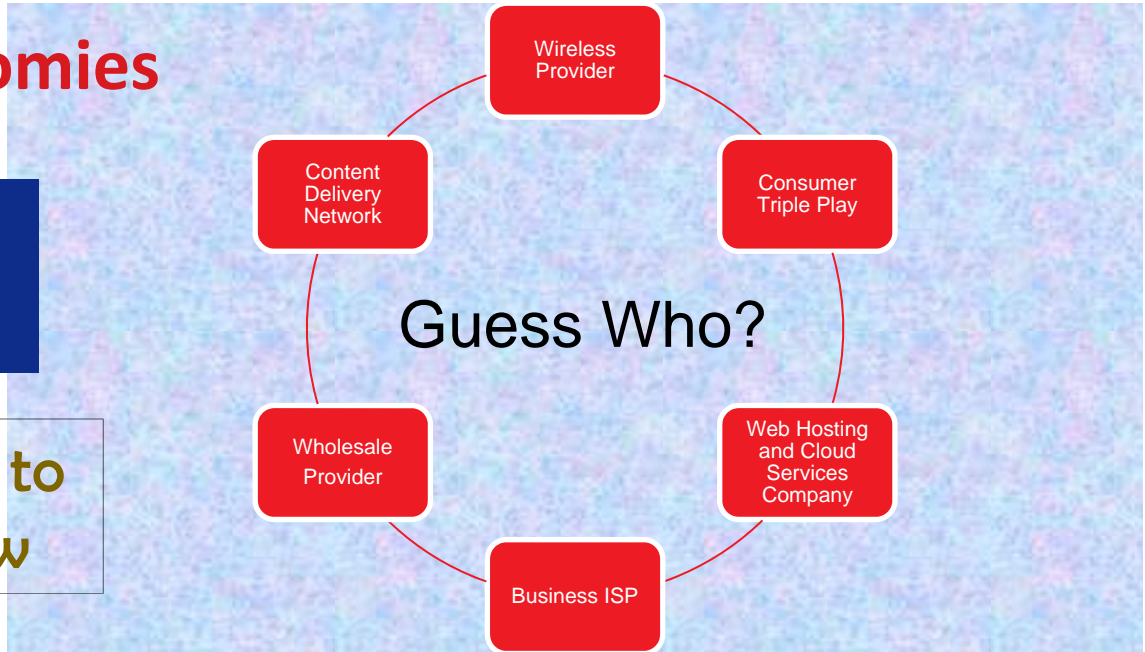 omies
Wireless
Provider
Content
Delivery
Network
Consumer
Triple Play
Guess Who?
to
w
Wholesale
Provider
Web Hosting
and Cloud
Services
Company
Business ISP